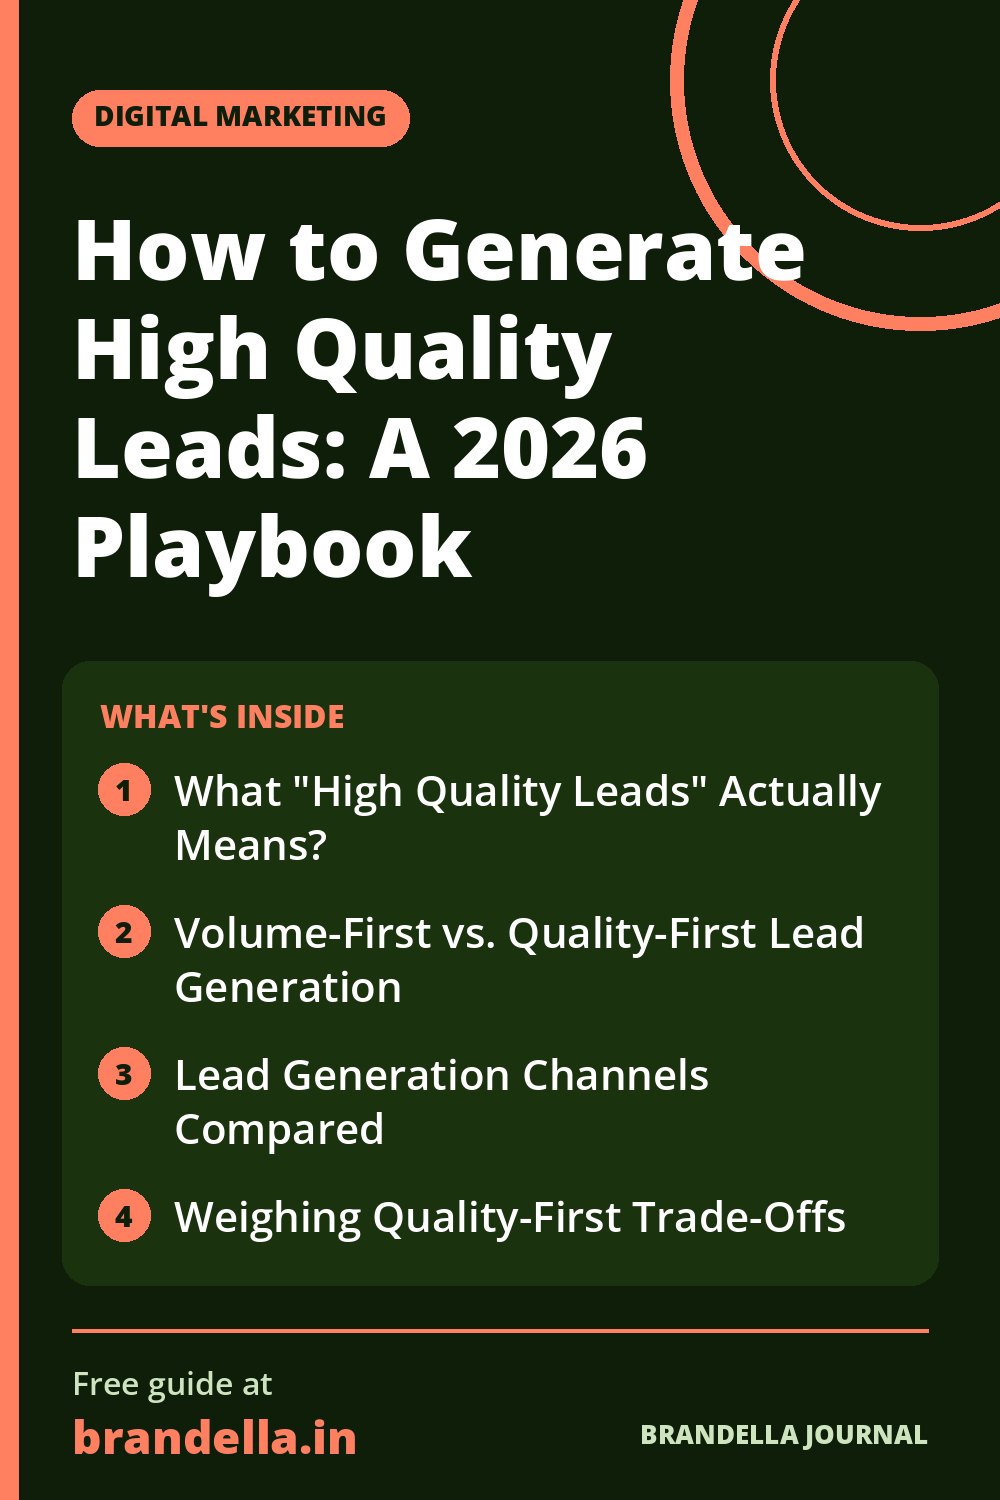 DIGITAL MARKETING
How to Generate
High Quality
Leads: A 2026
Playbook
WHAT'S INSIDE
1 What "High Quality Leads" Actually
Means?
2 Volume-First vs. Quality-First Lead
Generation
3 Lead Generation Channels
Compared
4 Weighing Quality-First Trade-Offs
Free guide at
brandella.in
BRANDELLA JOURNAL